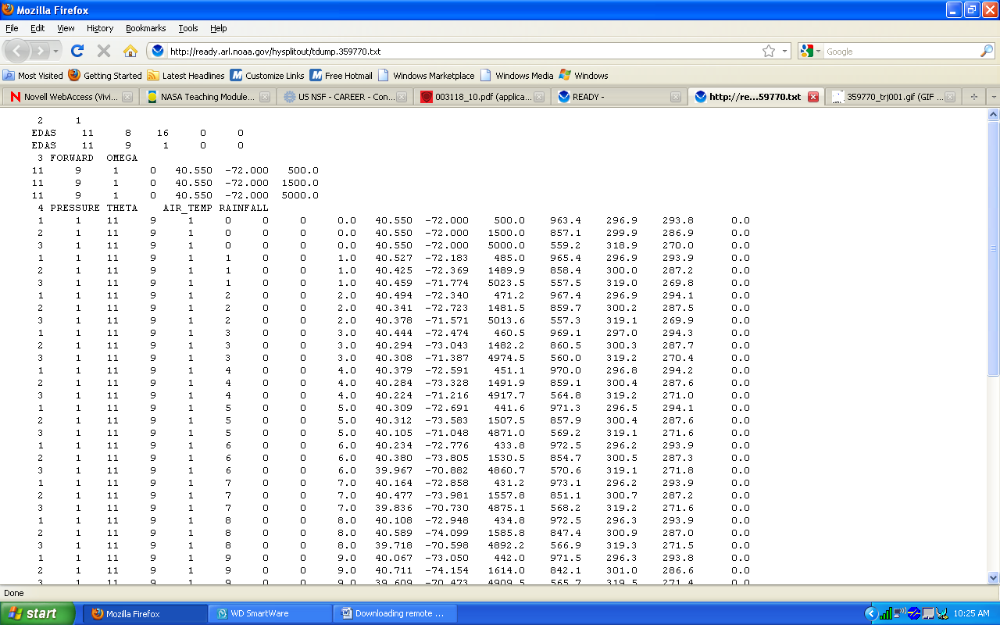 Mozilla Firefox
File Edit View History Bookmarks Tools Help
http://ready.arl.noaa.gov/hysplitout/tdump.359770.txt Google
Most Visited Getting Started Latest Headlines Customize Links Free Hotmail Windows Marketplace Windows Media Windows
Novell WebAccess (Vivi... NASA Teaching Module... US NSF - CAREER - Con... 003118_10.pdf (applica... READY - http://re...59770.txt 359770_trj001.gif (GIF ...
2 1
EDAS 11 8 16 0 0
EDAS 11 9 1 0 0
3 FORWARD OMEGA
11 9 1 0 40.550 -72.000 500.0
11 9 1 0 40.550 -72.000 1500.0
11 9 1 0 40.550 -72.000 5000.0
4 PRESSURE THETA AIR_TEMP RAINFALL
1 1 11 9 1 0 0 0 0.0 40.550 -72.000 500.0 963.4 296.9 293.8 0.0
2 1 11 9 1 0 0 0 0.0 40.550 -72.000 1500.0 857.1 299.9 286.9 0.0
3 1 11 9 1 0 0 0 0.0 40.550 -72.000 5000.0 559.2 318.9 270.0 0.0
1 1 11 9 1 1 0 0 1.0 40.527 -72.183 485.0 965.4 296.9 293.9 0.0
2 1 11 9 1 1 0 0 1.0 40.425 -72.369 1489.9 858.4 300.0 287.2 0.0
3 1 11 9 1 1 0 0 1.0 40.459 -71.774 5023.5 557.5 319.0 269.8 0.0
1 1 11 9 1 2 0 0 2.0 40.494 -72.340 471.2 967.4 296.9 294.1 0.0
2 1 11 9 1 2 0 0 2.0 40.341 -72.723 1481.5 859.7 300.2 287.5 0.0
3 1 11 9 1 2 0 0 2.0 40.378 -71.571 5013.6 557.3 319.1 269.9 0.0
1 1 11 9 1 3 0 0 3.0 40.444 -72.474 460.5 969.1 297.0 294.3 0.0
2 1 11 9 1 3 0 0 3.0 40.294 -73.043 1482.2 860.5 300.3 287.7 0.0
3 1 11 9 1 3 0 0 3.0 40.308 -71.387 4974.5 560.0 319.2 270.4 0.0
1 1 11 9 1 4 0 0 4.0 40.379 -72.591 451.1 970.0 296.8 294.2 0.0
2 1 11 9 1 4 0 0 4.0 40.284 -73.328 1491.9 859.1 300.4 287.6 0.0
3 1 11 9 1 4 0 0 4.0 40.224 -71.216 4917.7 564.8 319.2 271.0 0.0
1 1 11 9 1 5 0 0 5.0 40.309 -72.691 441.6 971.3 296.5 294.1 0.0
2 1 11 9 1 5 0 0 5.0 40.312 -73.583 1507.5 857.9 300.4 287.6 0.0
3 1 11 9 1 5 0 0 5.0 40.105 -71.048 4871.0 569.2 319.1 271.6 0.0
1 1 11 9 1 6 0 0 6.0 40.234 -72.776 433.8 972.5 296.2 293.9 0.0
2 1 11 9 1 6 0 0 6.0 40.380 -73.805 1530.5 854.7 300.5 287.3 0.0
3 1 11 9 1 6 0 0 6.0 39.967 -70.882 4860.7 570.6 319.1 271.8 0.0
1 1 11 9 1 7 0 0 7.0 40.164 -72.858 431.2 973.1 296.2 293.9 0.0
2 1 11 9 1 7 0 0 7.0 40.477 -73.981 1557.8 851.1 300.7 287.2 0.0
3 1 11 9 1 7 0 0 7.0 39.836 -70.730 4875.1 568.2 319.2 271.6 0.0
1 1 11 9 1 8 0 0 8.0 40.108 -72.948 434.8 972.5 296.3 293.9 0.0
2 1 11 9 1 8 0 0 8.0 40.589 -74.099 1585.8 847.4 300.9 287.0 0.0
3 1 11 9 1 8 0 0 8.0 39.718 -70.598 4892.2 566.9 319.3 271.5 0.0
1 1 11 9 1 9 0 0 9.0 40.067 -73.050 442.0 971.5 296.3 293.8 0.0
2 1 11 9 1 9 0 0 9.0 40.711 -74.154 1614.0 842.1 301.0 286.6 0.0
3 1 11 9 1 9 0 0 9.0 39.609 -70.473 4909.5 565.7 319.5 271.4 0.0
Done
start Mozilla Firefox WD SmartWare Downloading remote ... 10:25 AM